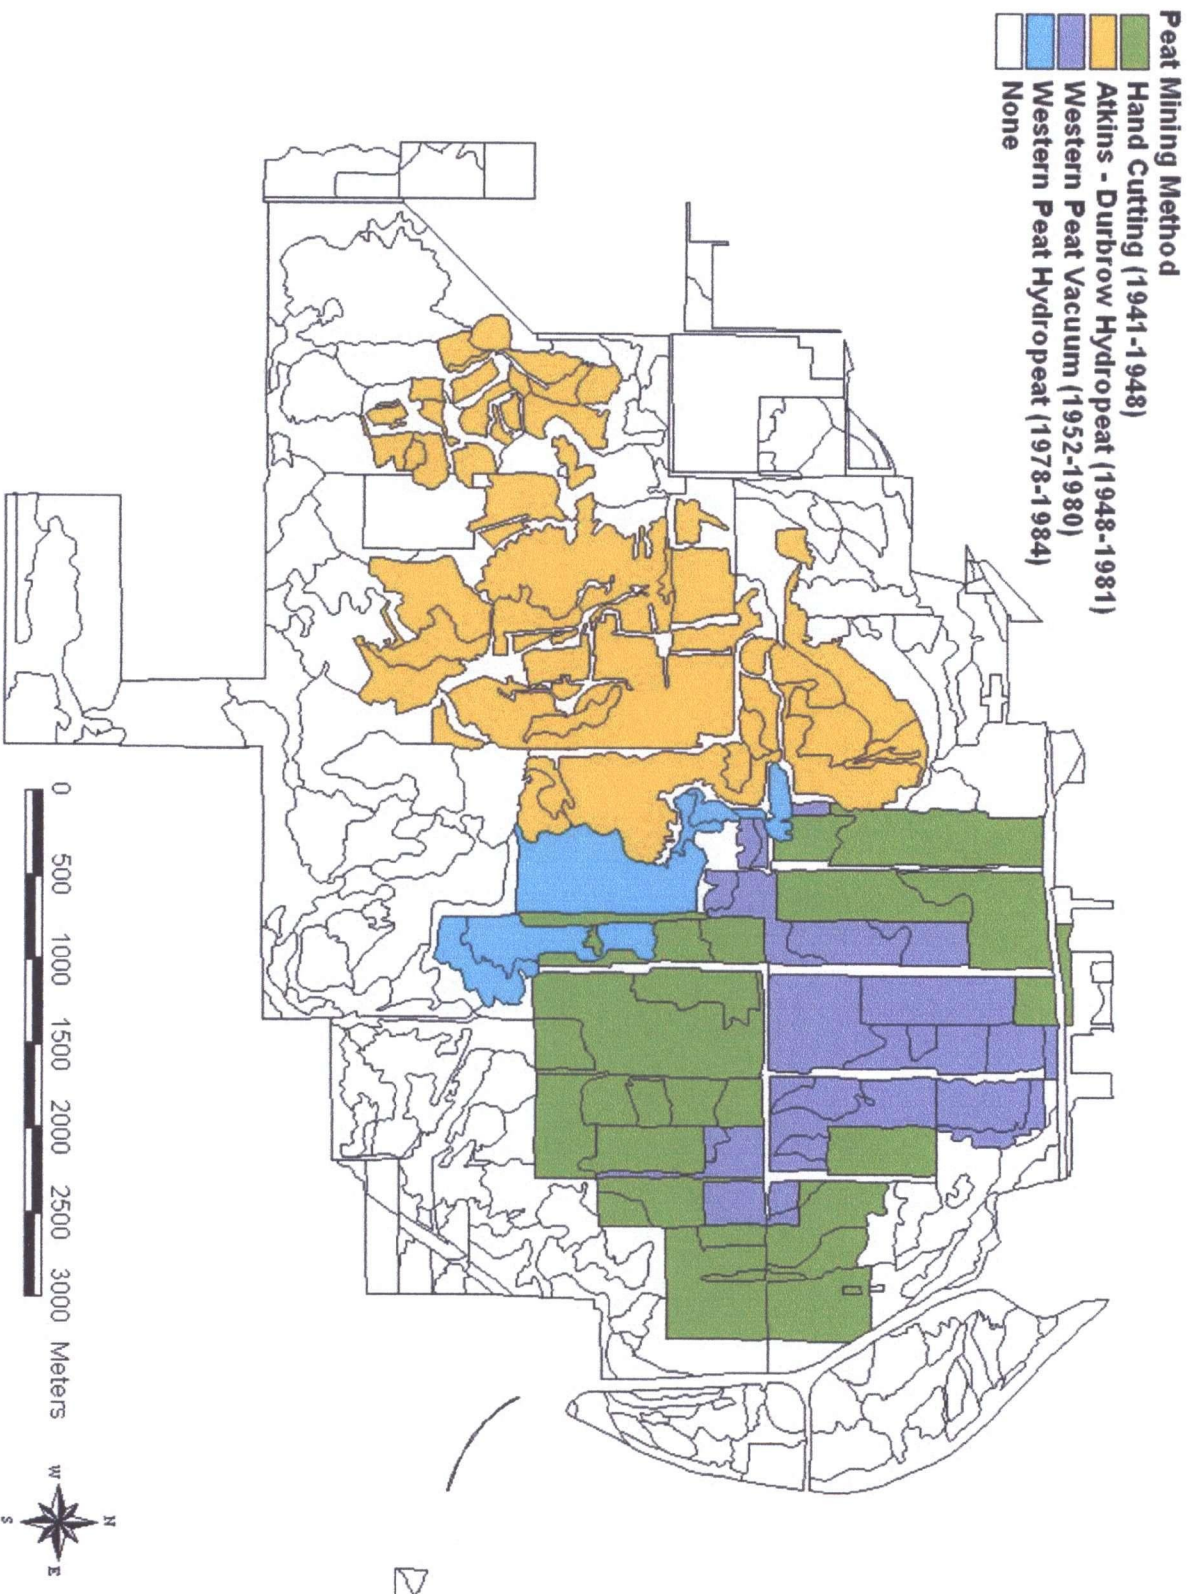 Peat Mining Method
Hand Cutting (1941-1948)
Atkins - Durbrow Hydropeat (1948-1981)
Western Peat Vacuum (1952-1980)
Western Peat Hydropeat (1978-1984)
None
0 500 1000 1500 2000 2500 3000 Meters
N
W E
S